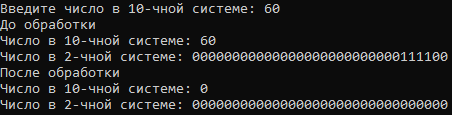 Введите число в 10-чной системе: 60
До обработки
Число в 10-чной системе: 60
Число в 2-чной системе: 00000000000000000000000000111100
После обработки
Число в 10-чной системе: 0
Число в 2-чной системе: 00000000000000000000000000000000